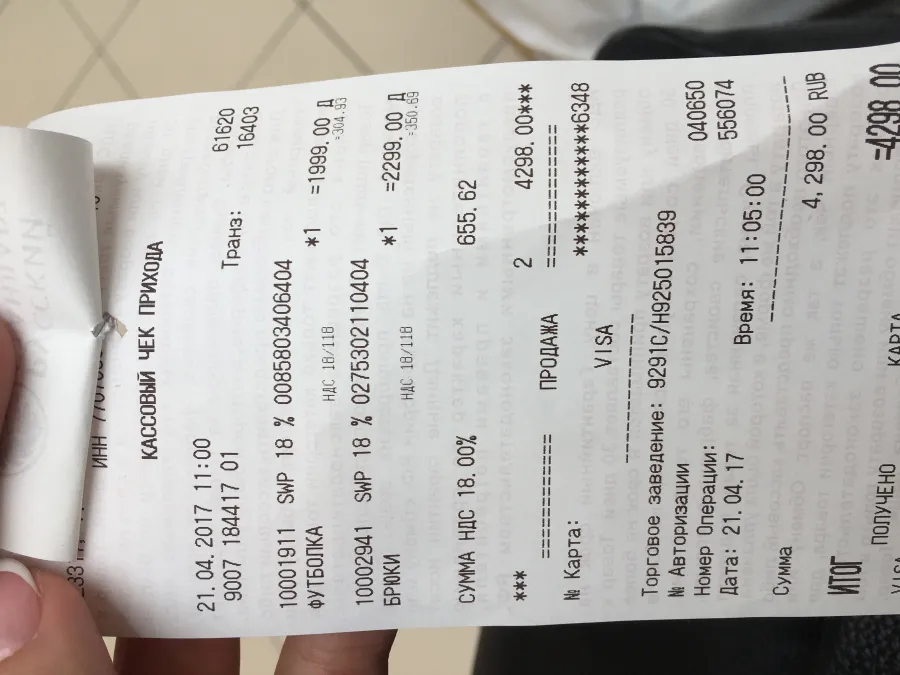 ИНН
КАССОВЫЙ ЧЕК ПРИХОДА
21.04.2017 11:00 61620
9007 184417 01 Транз: 16403
10001911 SWP 18 % 0085803406404
ФУТБОЛКА *1 =1999.00 Д
НДС 18/118 =304.93
10002941 SWP 18 % 0275302110404
БРЮКИ *1 =2299.00 Д
НДС 18/118 =350.69
СУММА НДС 18.00% 655.62
*** 2 4298.00***
============ ПРОДАЖА ============
№ Карта: ************6348
VISA
Торговое заведение: 9291C/H925015839
№ Авторизации 040650
Номер Операции: 556074
Дата: 21.04.17 Время: 11:05:00
Сумма 4,298.00 RUB
ИТОГ =4298.00
ПОЛУЧЕНО
VISA КАРТА